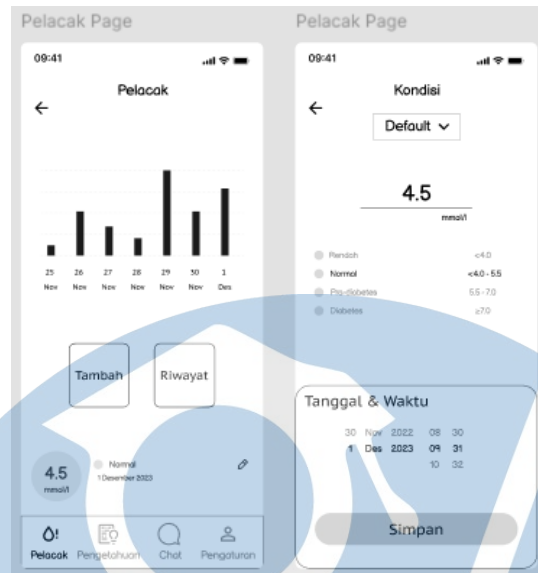 Pelacak Page
09:41
Pelacak
25 26 27 28 29 30 1
Nov Nov Nov Nov Nov Nov Des
Tambah
Riwayat
4.5
mmol/l
Normal
1 Desember 2023
Pelacak Pengetahuan Chat Pengaturan
Pelacak Page
09:41
Kondisi
Default
4.5
mmol/l
Rendah <4.0
Normal <4.0 - 5.5
Pra-diabetes 5.5 - 7.0
Diabetes ≥7.0
Tanggal & Waktu
30 Nov 2022 08 30
1 Des 2023 09 31
10 32
Simpan